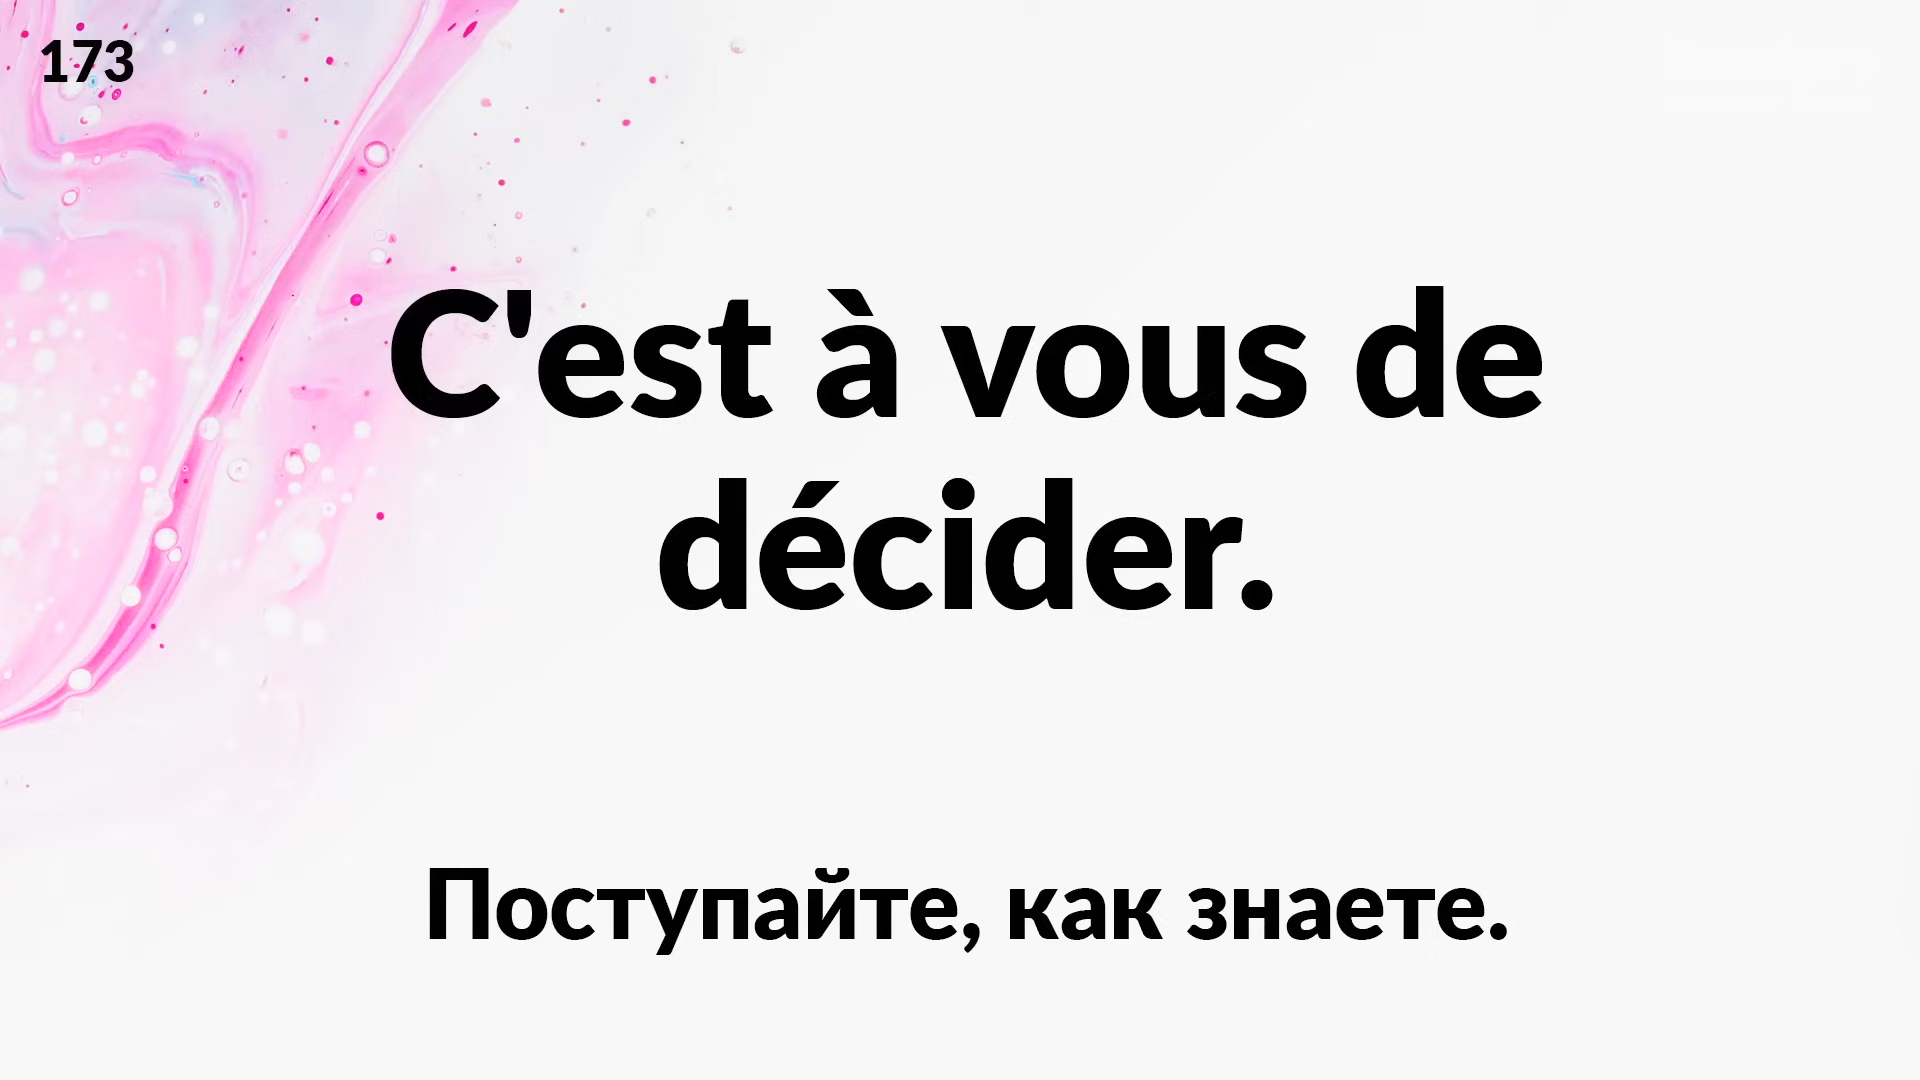 173
C'est à vous de
décider.
Поступайте, как знаете.